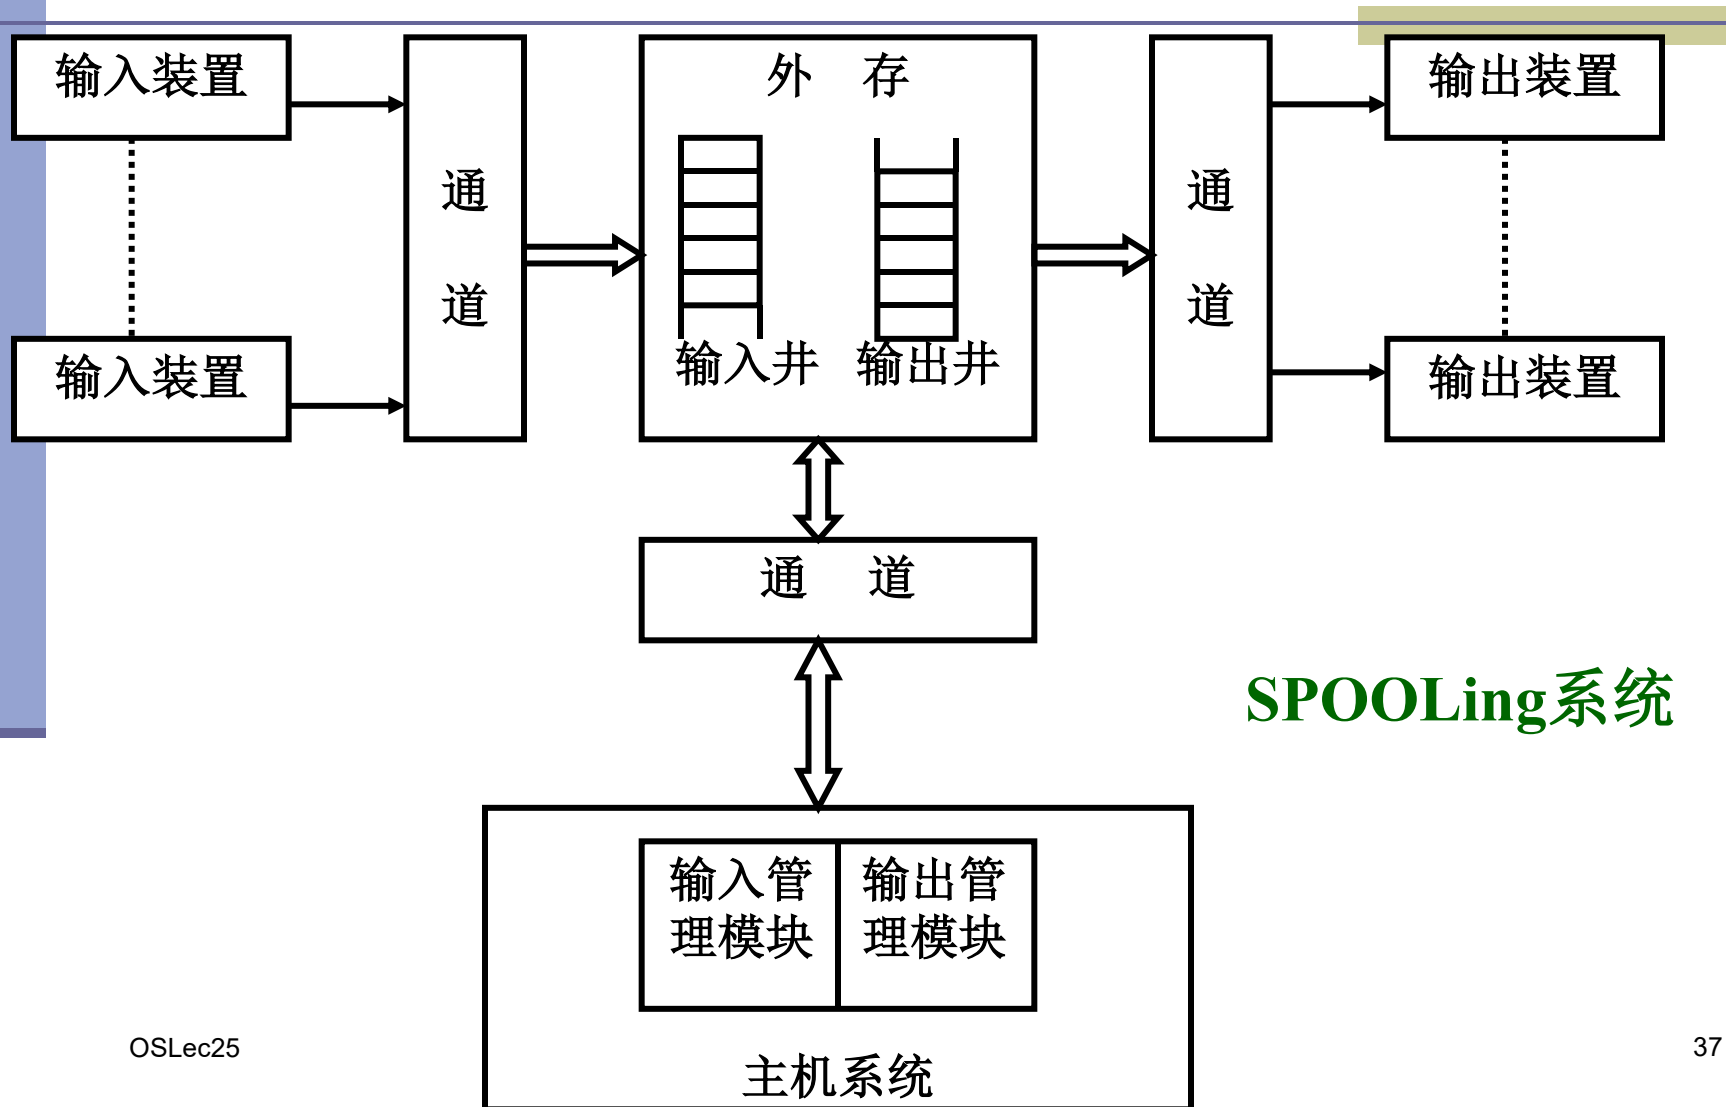 输入装置
外 存
输出装置
通
道
通
道
输入井
输出井
输入装置
输出装置
通 道
SPOOLing系统
输入管
理模块
输出管
理模块
主机系统
OSLec25
37